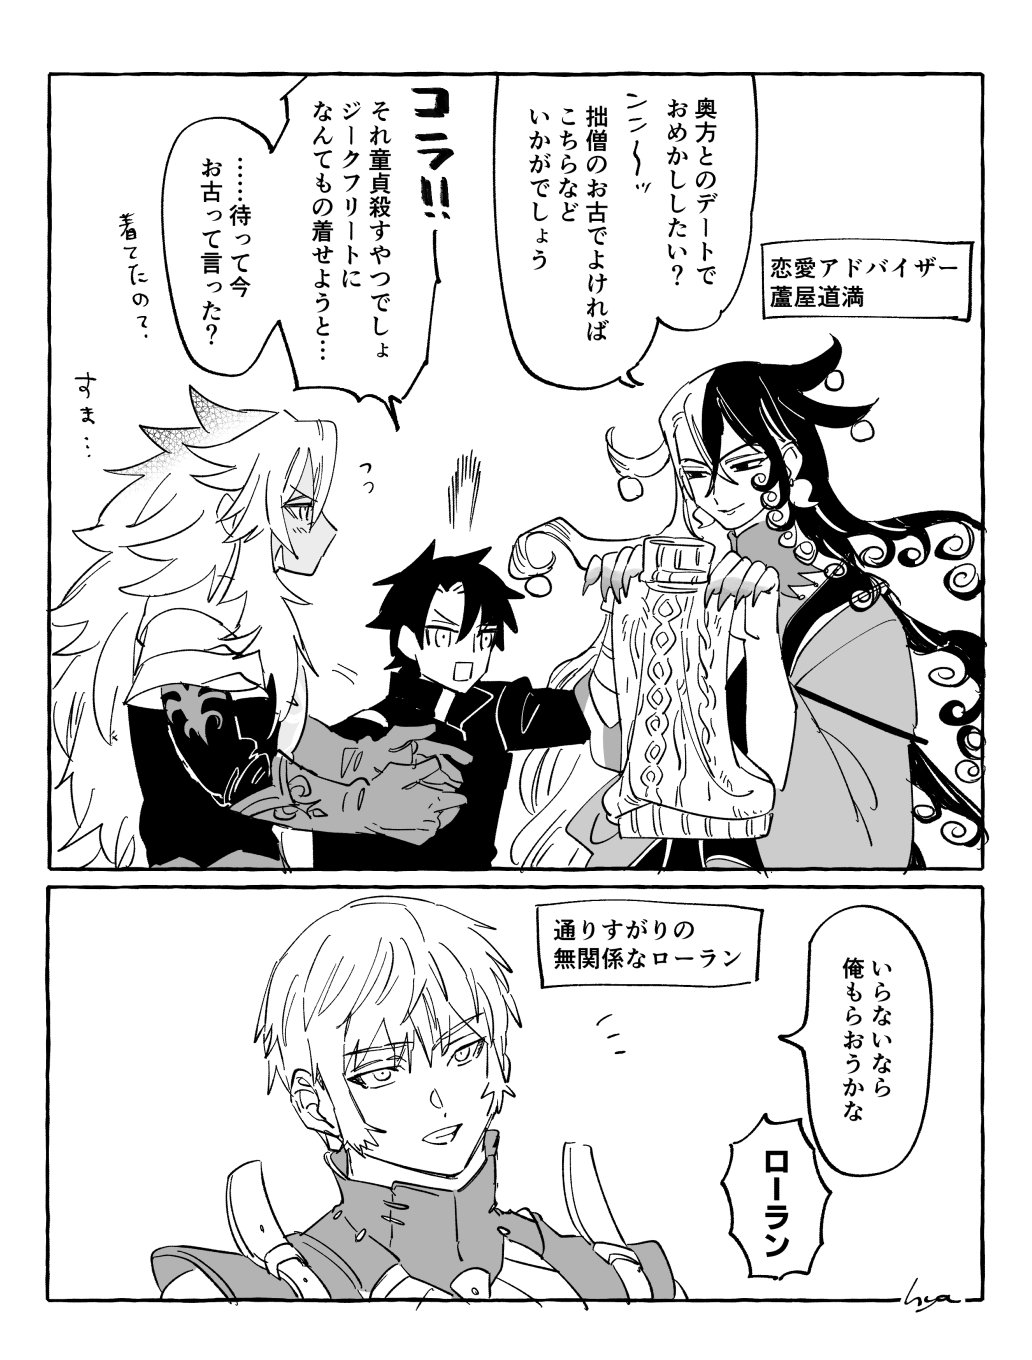 恋愛アドバイザー
蘆屋道満
奥方とのデートで
おめかししたい？
ンン〜ッ
拙僧のお古でよければ
こちらなど
いかがでしょう
コラ!!
それ童貞殺すやつでしょ
ジークフリートに
なんてもの着せようと…
……待って今
お古って言った？
着てたの て、
すま…
通りすがりの
無関係なローラン
いらないなら
俺もらおうかな
ローラン